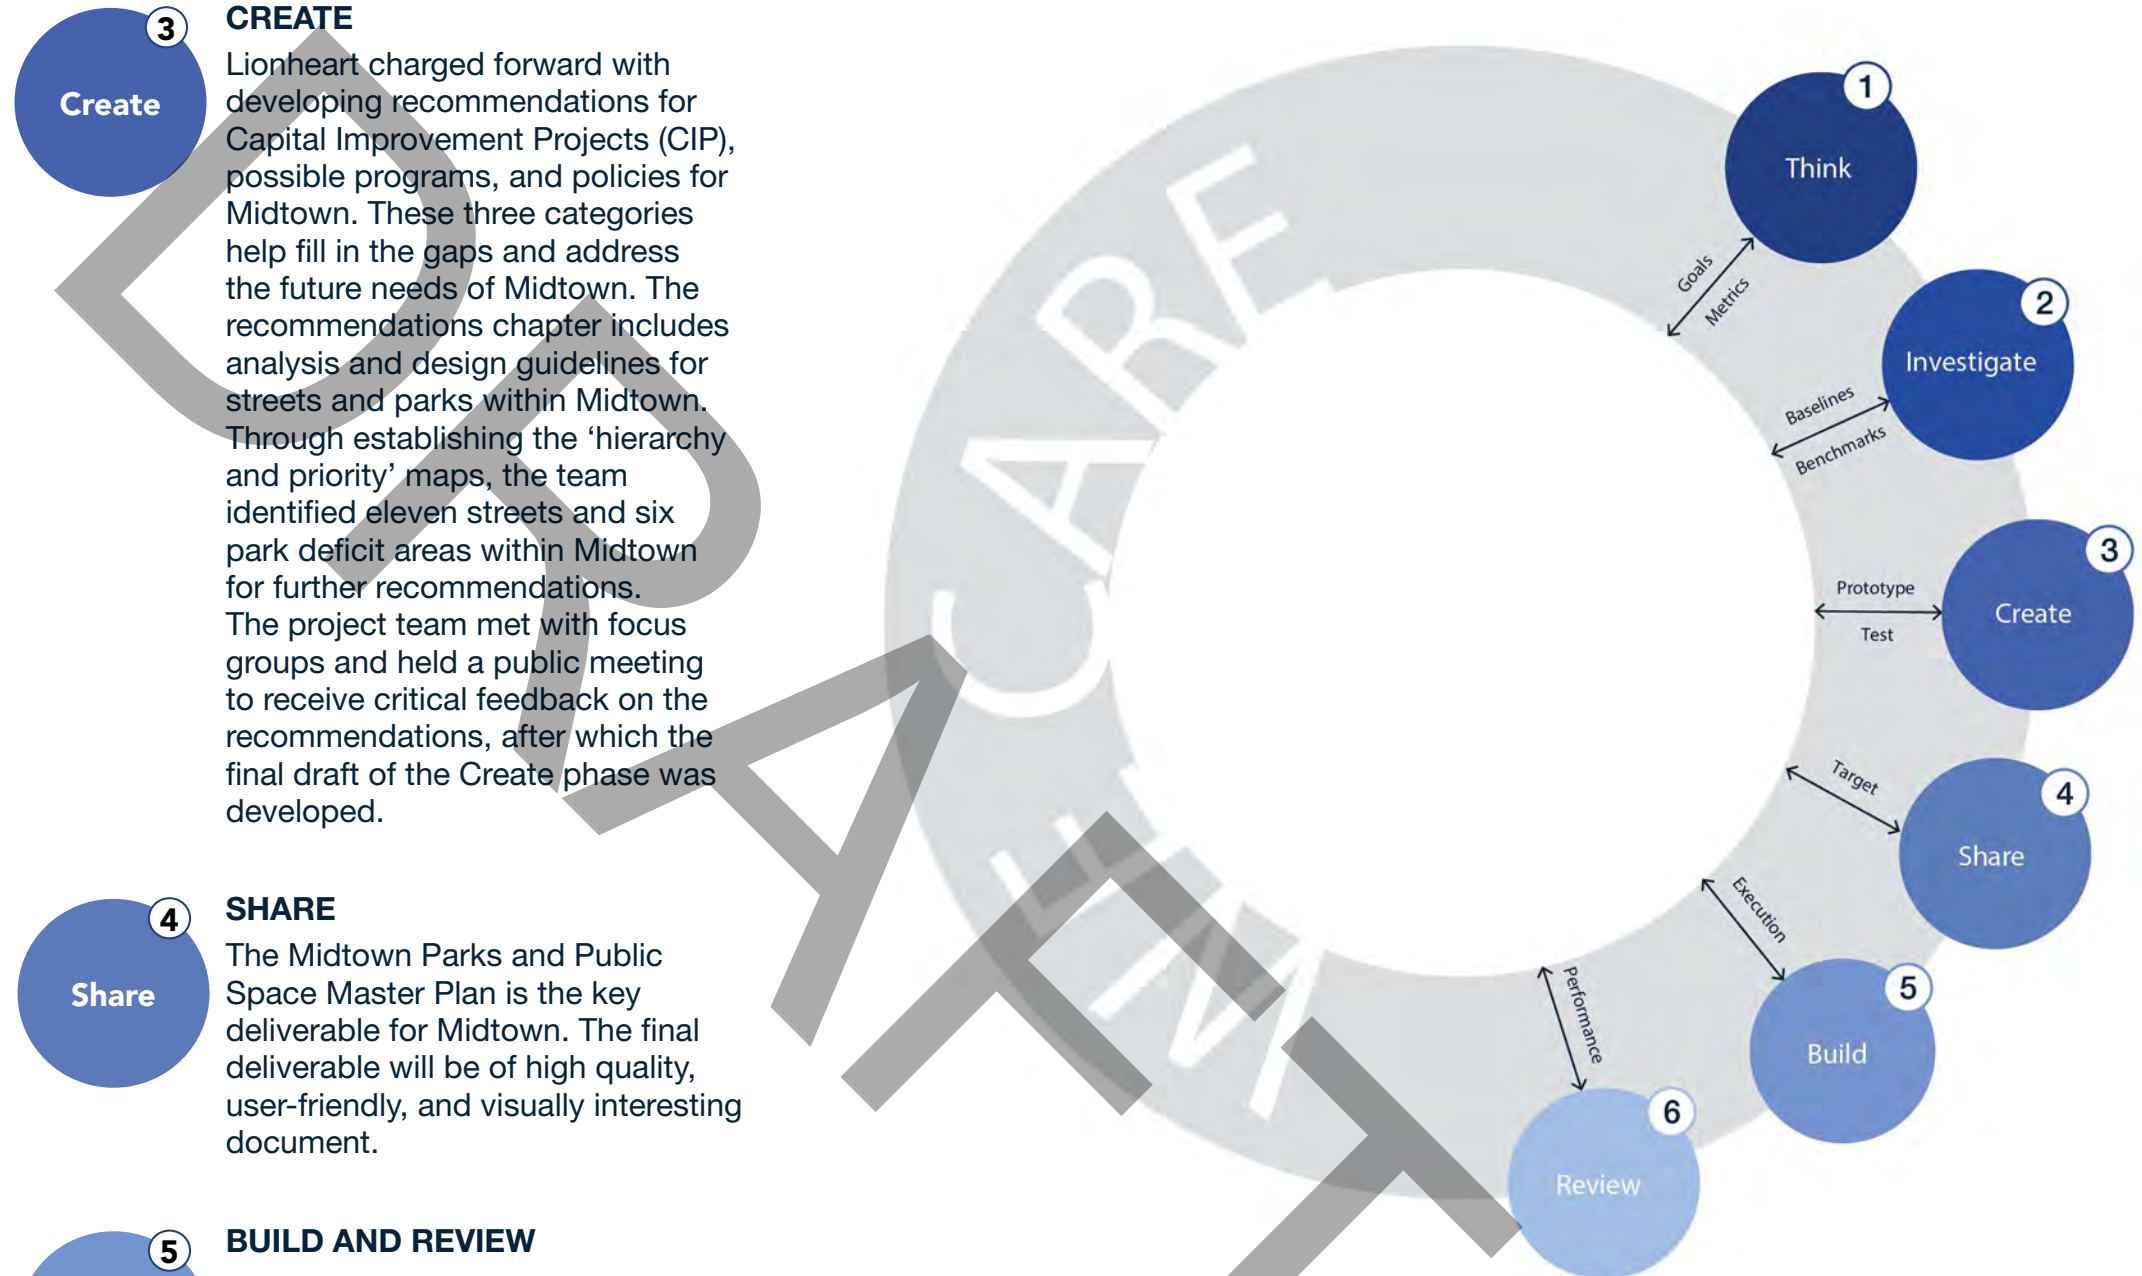 3
Create
CREATE
Lionheart charged forward with
developing recommendations for
Capital Improvement Projects (CIP),
possible programs, and policies for
Midtown. These three categories
help fill in the gaps and address
the future needs of Midtown. The
recommendations chapter includes
analysis and design guidelines for
streets and parks within Midtown.
Through establishing the ‘hierarchy
and priority’ maps, the team
identified eleven streets and six
park deficit areas within Midtown
for further recommendations.
The project team met with focus
groups and held a public meeting
to receive critical feedback on the
recommendations, after which the
final draft of the Create phase was
developed.
4
Share
SHARE
The Midtown Parks and Public
Space Master Plan is the key
deliverable for Midtown. The final
deliverable will be of high quality,
user-friendly, and visually interesting
document.
5
BUILD AND REVIEW
DRAFT
CARE
1
Think
Goals
Metrics
2
Investigate
Baselines
Benchmarks
3
Create
Prototype
Test
4
Share
Target
5
Build
Execution
6
Review
Performance